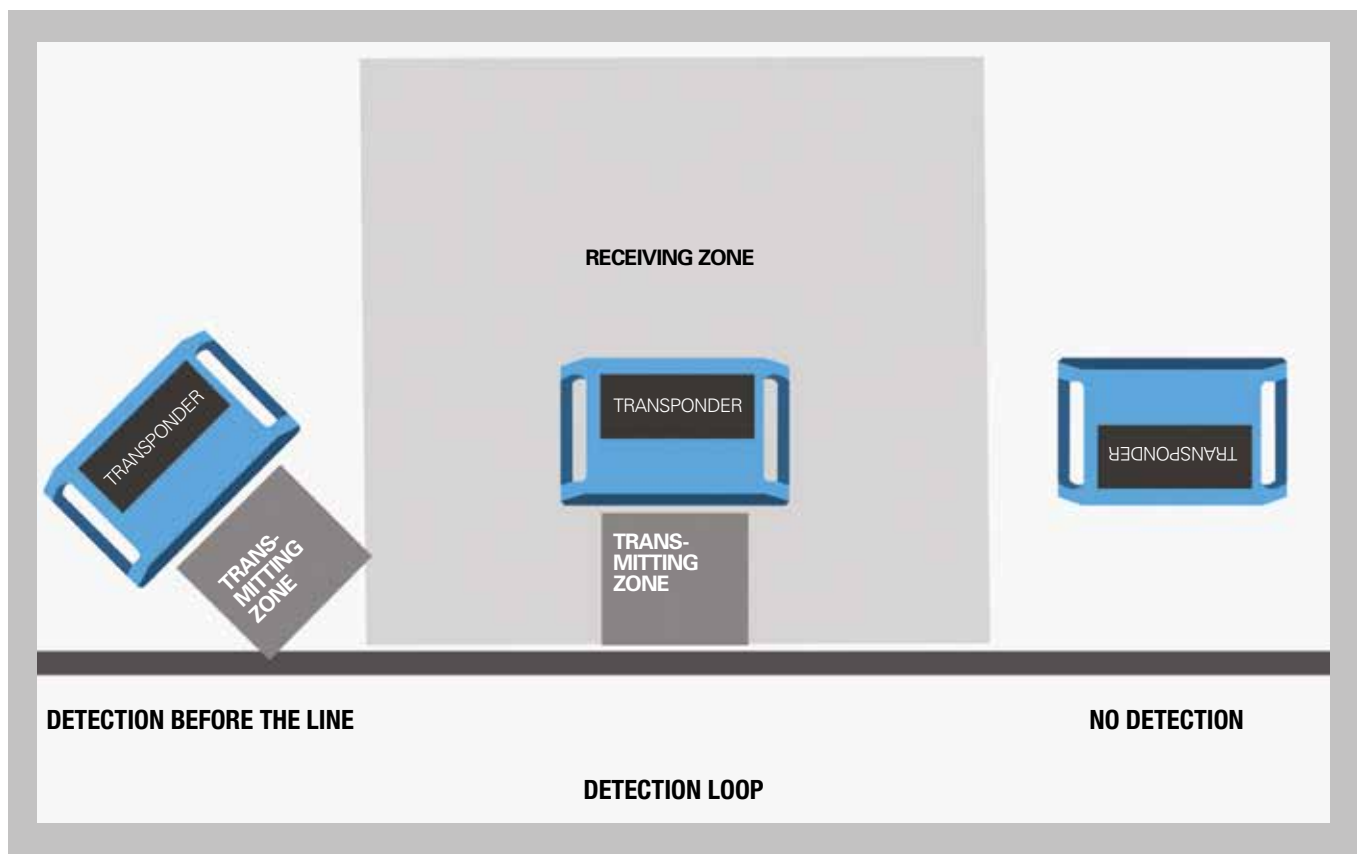 RECEIVING ZONE
TRANSPONDER
TRANS-
MITTING
ZONE
TRANSPONDER
TRANS-
MITTING
ZONE
TRANSPONDER
DETECTION BEFORE THE LINE
NO DETECTION
DETECTION LOOP